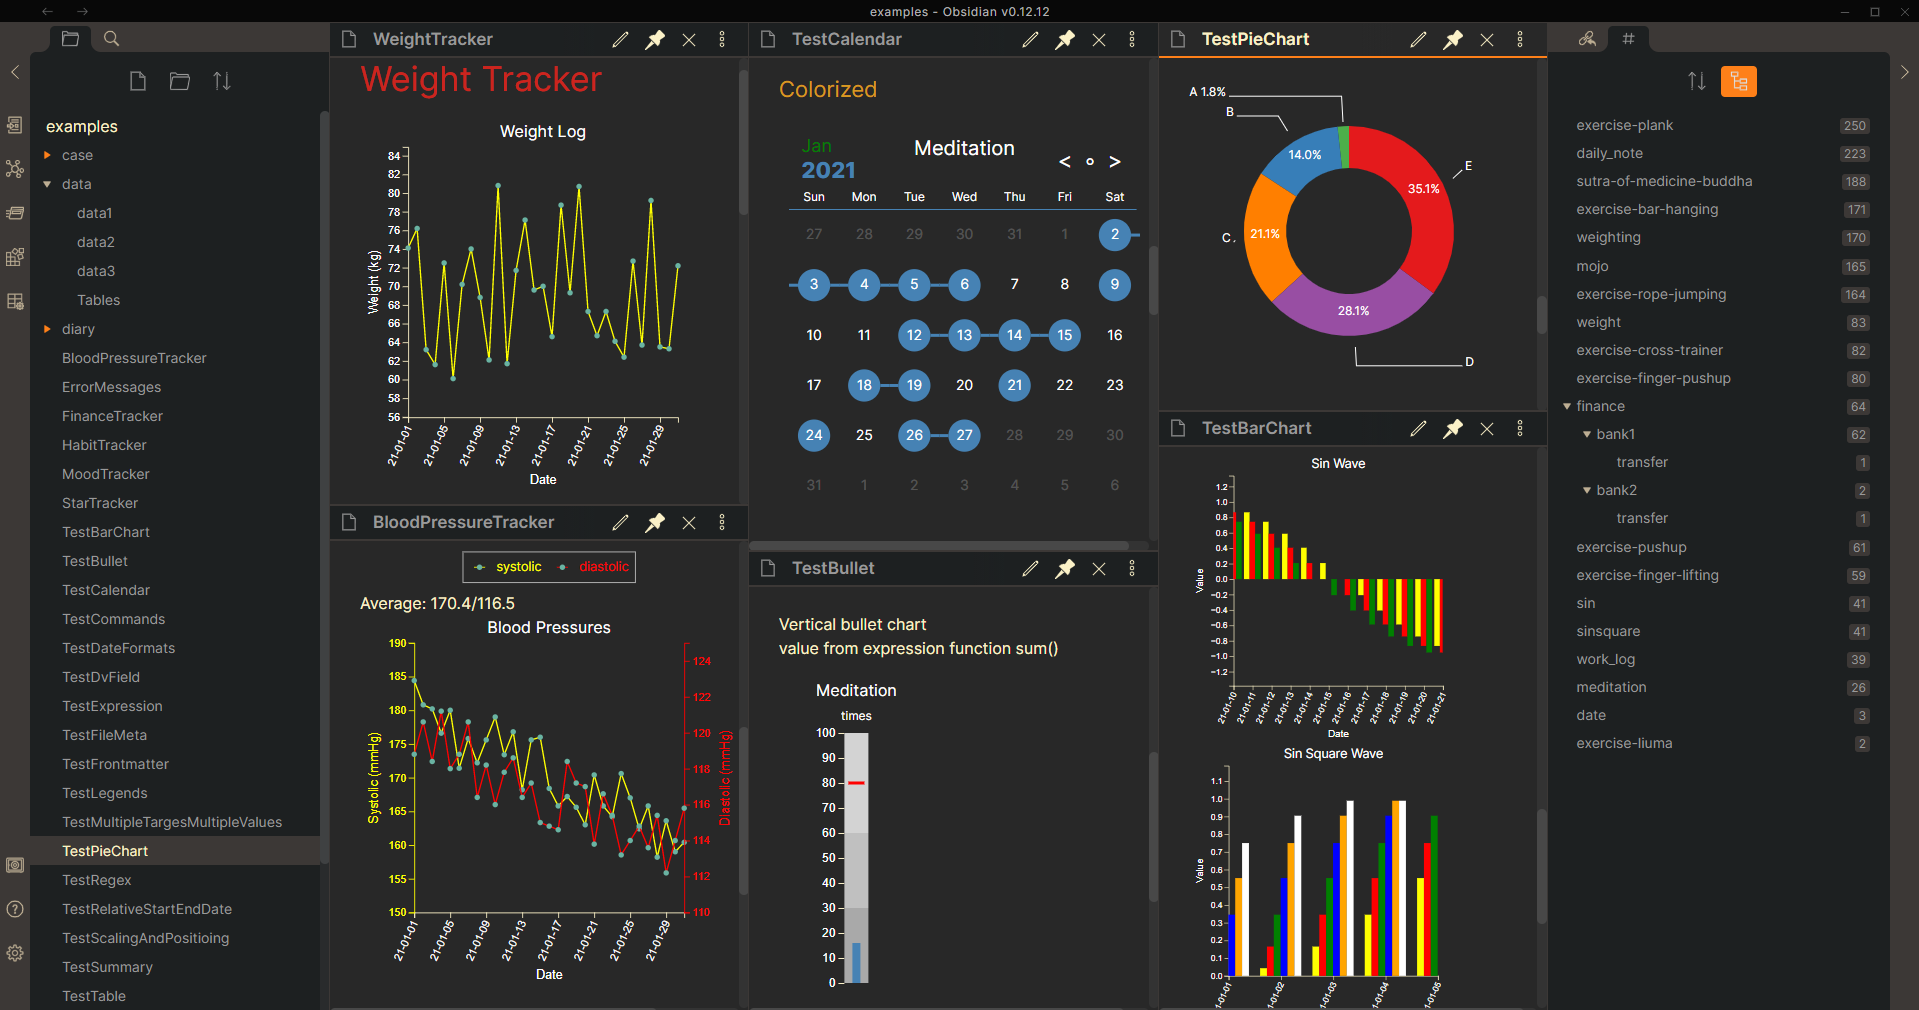 examples - Obsidian v0.12.12
examples
case
data
data1
data2
data3
Tables
diary
BloodPressureTracker
ErrorMessages
FinanceTracker
HabitTracker
MoodTracker
StarTracker
TestBarChart
TestBullet
TestCalendar
TestCommands
TestDateFormats
TestDvField
TestExpression
TestFileMeta
TestFrontmatter
TestLegends
TestMultipleTargesMultipleValues
TestPieChart
TestRegex
TestRelativeStartEndDate
TestScalingAndPositioing
TestSummary
TestTable
WeightTracker
Weight Tracker
Weight Log
Weight (kg)
84
82
80
78
76
74
72
70
68
66
64
62
60
58
56
21-01-01 21-01-05 21-01-09 21-01-13 21-01-17 21-01-21 21-01-25 21-01-29
Date
BloodPressureTracker
systolic diastolic
Average: 170.4/116.5
Blood Pressures
Systolic (mmHg)
190
185
180
175
170
165
160
155
150
124
122
120
118
116
114
112
110
Diastolic (mmHg)
21-01-01 21-01-05 21-01-09 21-01-13 21-01-17 21-01-21 21-01-25 21-01-29
Date
TestCalendar
Colorized
Jan
2021
Meditation
< >
Sun Mon Tue Wed Thu Fri Sat
27 28 29 30 31 1 2
3 4 5 6 7 8 9
10 11 12 13 14 15 16
17 18 19 20 21 22 23
24 25 26 27 28 29 30
31 1 2 3 4 5 6
TestBullet
Vertical bullet chart
value from expression function sum()
Meditation
times
100
90
80
70
60
50
40
30
20
10
0
TestPieChart
A 1.8%
B
14.0%
E
35.1%
C
21.1%
28.1%
D
TestBarChart
Sin Wave
Value
1.2
1.0
0.8
0.6
0.4
0.2
0.0
−0.2
−0.4
−0.6
−0.8
−1.0
−1.2
21-01-10 21-01-11 21-01-12 21-01-13 21-01-14 21-01-15 21-01-16 21-01-17 21-01-18 21-01-19 21-01-20 21-01-21
Date
Sin Square Wave
Value
1.1
1.0
0.9
0.8
0.7
0.6
0.5
0.4
0.3
0.2
0.1
0.0
1-01-01 1-01-02 1-01-03 1-01-04 1-01-05
#
exercise-plank 250
daily_note 223
sutra-of-medicine-buddha 188
exercise-bar-hanging 171
weighting 170
mojo 165
exercise-rope-jumping 164
weight 83
exercise-cross-trainer 82
exercise-finger-pushup 80
finance 64
bank1 62
transfer 1
bank2 2
transfer 1
exercise-pushup 61
exercise-finger-lifting 59
sin 41
sinsquare 41
work_log 39
meditation 26
date 3
exercise-liuma 2